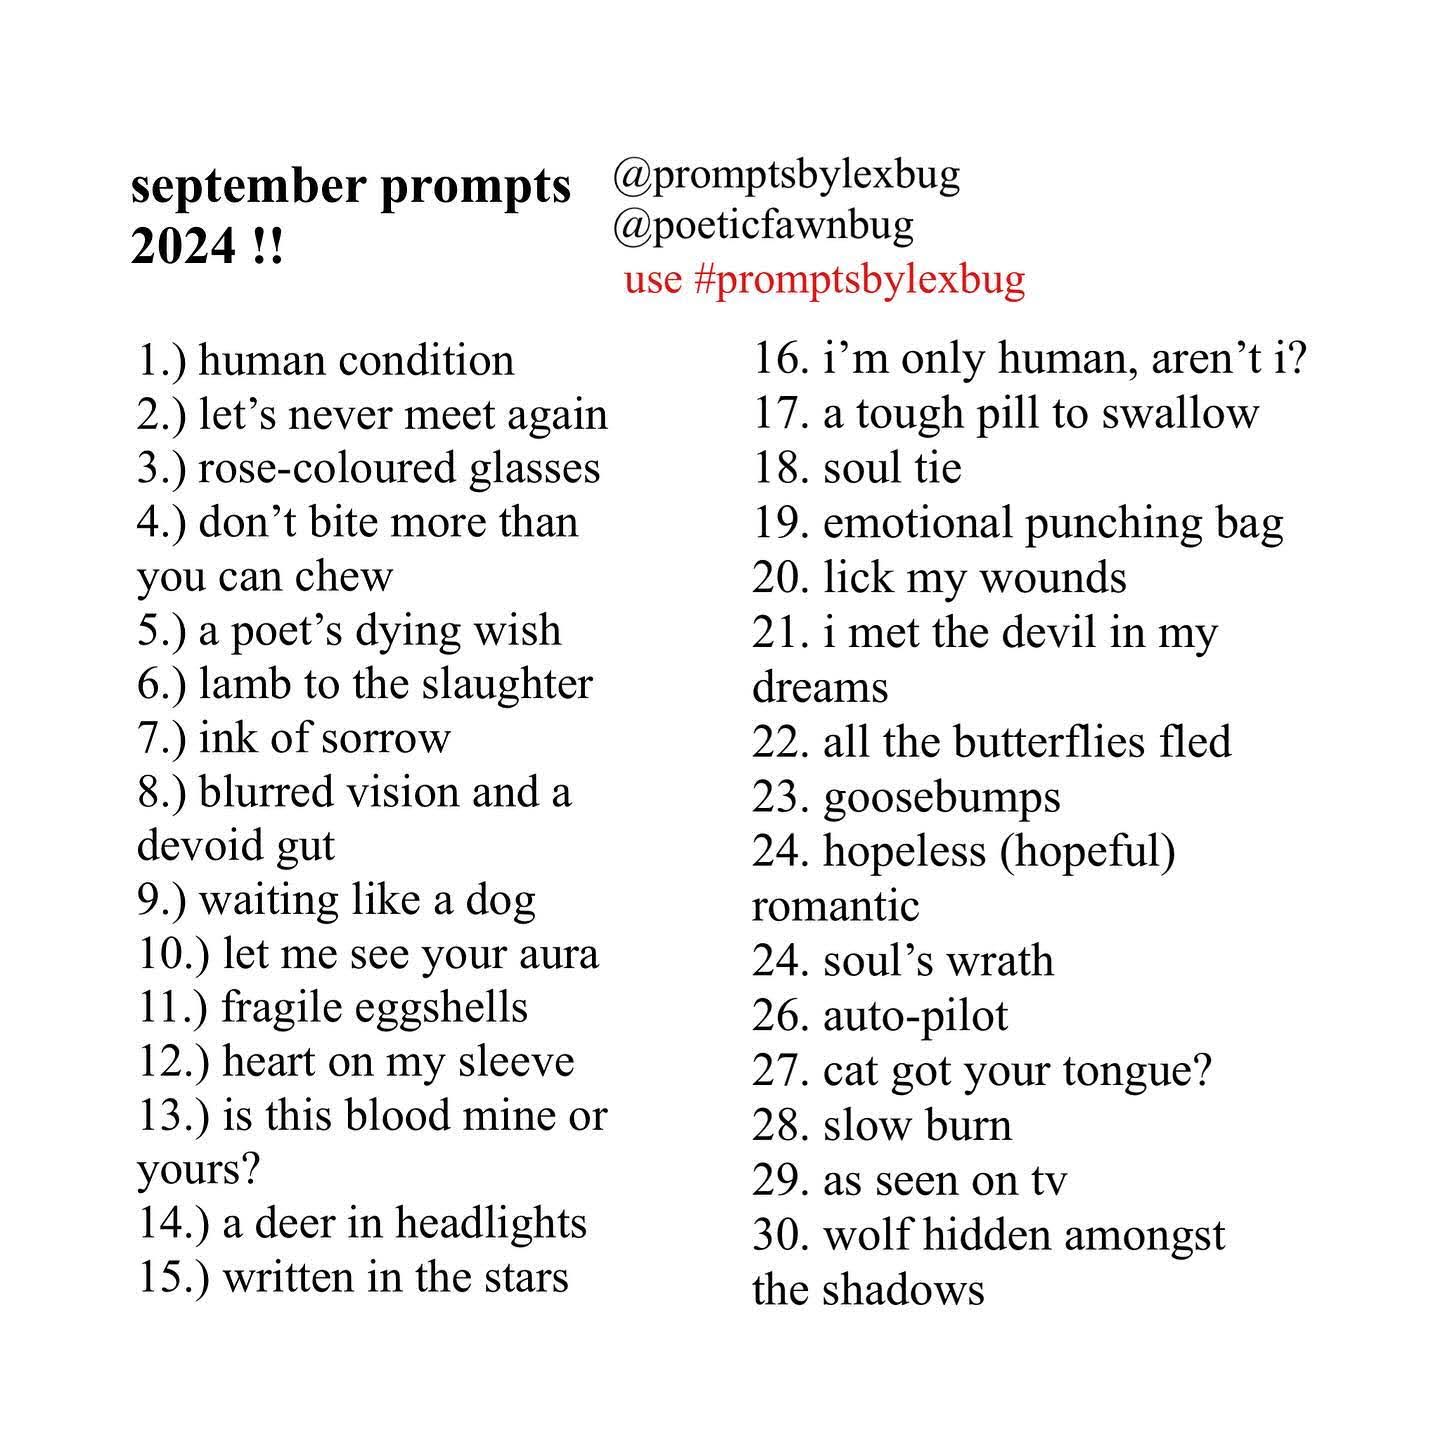 september prompts
2024 !!
@promptsbylexbug
@poeticfawnbug
use #promptsbylexbug
1.) human condition
2.) let’s never meet again
3.) rose-coloured glasses
4.) don’t bite more than
you can chew
5.) a poet’s dying wish
6.) lamb to the slaughter
7.) ink of sorrow
8.) blurred vision and a
devoid gut
9.) waiting like a dog
10.) let me see your aura
11.) fragile eggshells
12.) heart on my sleeve
13.) is this blood mine or
yours?
14.) a deer in headlights
15.) written in the stars
16. i’m only human, aren’t i?
17. a tough pill to swallow
18. soul tie
19. emotional punching bag
20. lick my wounds
21. i met the devil in my
dreams
22. all the butterflies fled
23. goosebumps
24. hopeless (hopeful)
romantic
24. soul’s wrath
26. auto-pilot
27. cat got your tongue?
28. slow burn
29. as seen on tv
30. wolf hidden amongst
the shadows